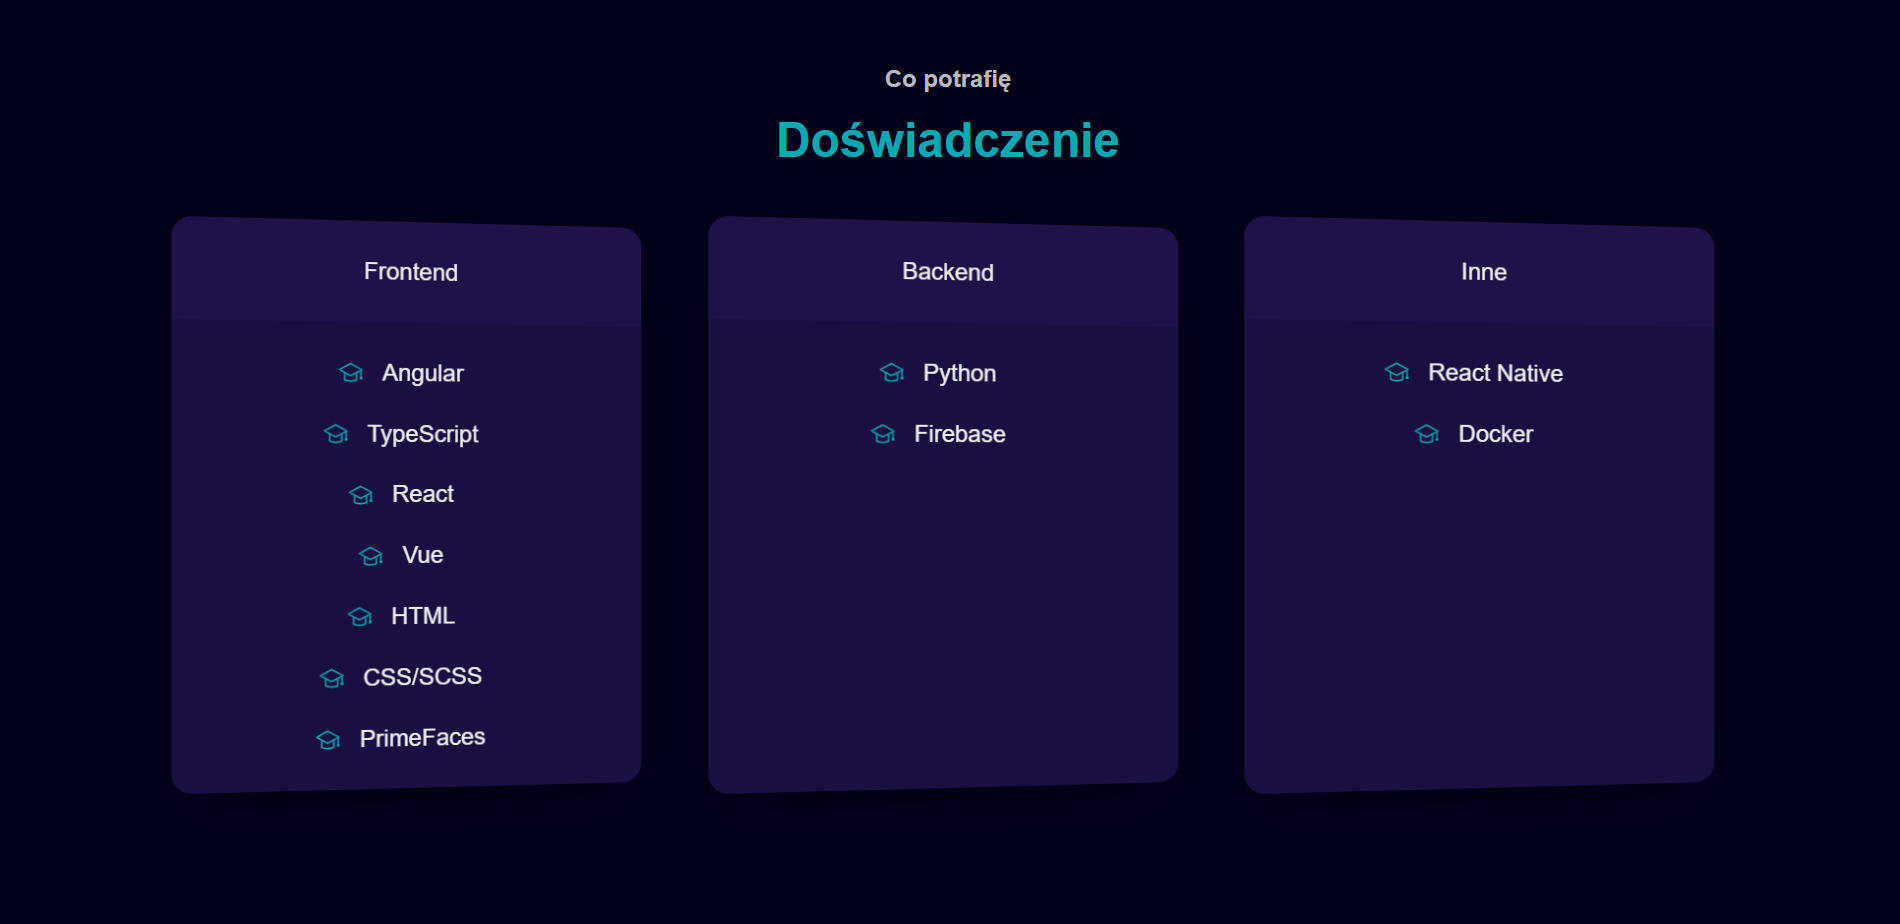 Co potrafię
Doświadczenie
Frontend
Angular
TypeScript
React
Vue
HTML
CSS/SCSS
PrimeFaces
Backend
Python
Firebase
Inne
React Native
Docker